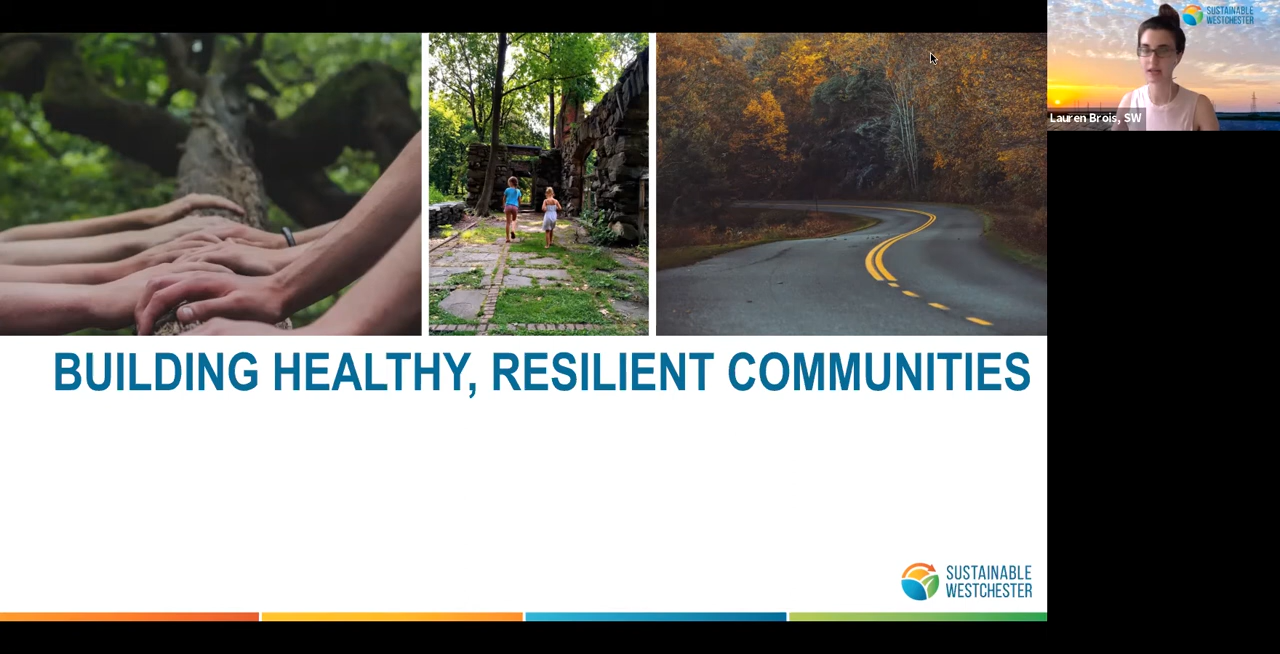 SUSTAINABLE
WESTCHESTER
Lauren Brois, SW
BUILDING HEALTHY, RESILIENT COMMUNITIES
SUSTAINABLE
WESTCHESTER